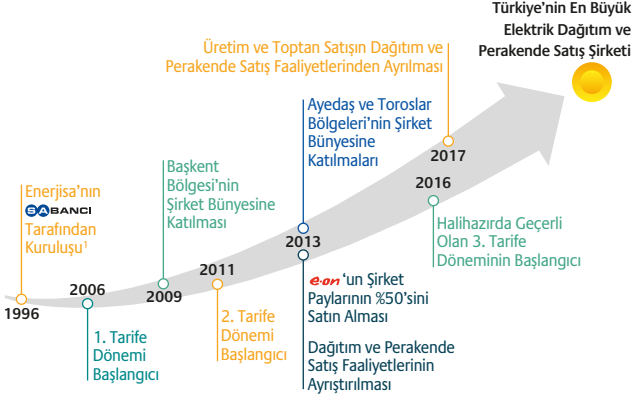 Türkiye’nin En Büyük
Elektrik Dağıtım ve
Perakende Satış Şirketi
Üretim ve Toptan Satışın Dağıtım ve
Perakende Satış Faaliyetlerinden Ayrılması
Ayedaş ve Toroslar
Bölgeleri’nin Şirket
Bünyesine
Katılmaları
2017
Başkent
Bölgesi’nin
Şirket Bünyesine
Katılması
2016
Enerjisa’nın
SABANCI
Tarafından
Kuruluşu¹
Halihazırda Geçerli
Olan 3. Tarife
Döneminin Başlangıcı
2013
2011
2006
2009
1996
e·on ‘un Şirket
Paylarının %50’sini
Satın Alması
1. Tarife
Dönemi
Başlangıcı
2. Tarife
Dönemi
Başlangıcı
Dağıtım ve Perakende
Satış Faaliyetlerinin
Ayrıştırılması